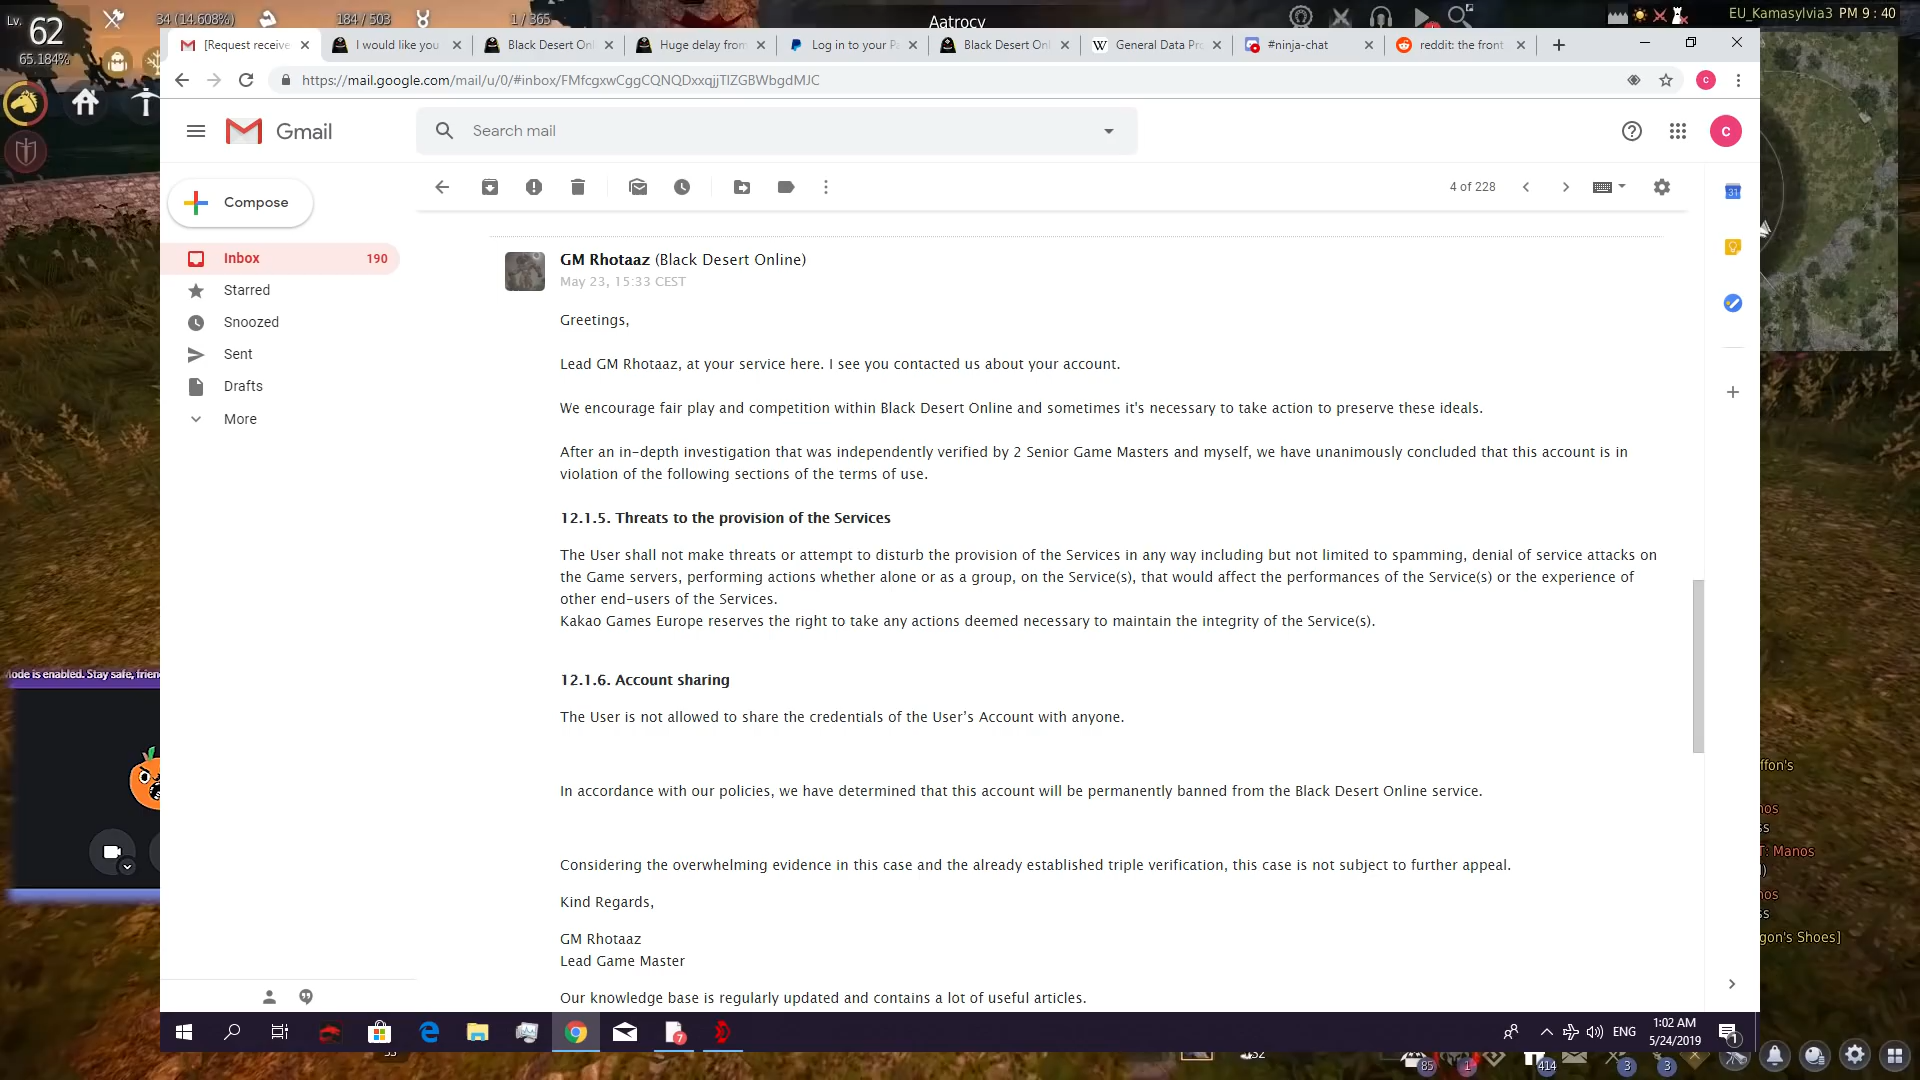 Lv.
62
65.184%
34 (14.608%)
184 / 503
1 / 365
Aatrocy
EU_Kamasylvia3 PM 9 : 40
[Request receive
I would like you
Black Desert Onl
Huge delay from
Log in to your Pa
Black Desert Onl
General Data Pro
#ninja-chat
reddit: the front
https://mail.google.com/mail/u/0/#inbox/FMfcgxwCggCQNQDxxqjjTlZGBWbgdMJC
Gmail
Search mail
Compose
4 of 228
Inbox
190
Starred
Snoozed
Sent
Drafts
More
GM Rhotaaz (Black Desert Online)
May 23, 15:33 CEST
Greetings,
Lead GM Rhotaaz, at your service here. I see you contacted us about your account.
We encourage fair play and competition within Black Desert Online and sometimes it's necessary to take action to preserve these ideals.
After an in-depth investigation that was independently verified by 2 Senior Game Masters and myself, we have unanimously concluded that this account is in
violation of the following sections of the terms of use.
12.1.5. Threats to the provision of the Services
The User shall not make threats or attempt to disturb the provision of the Services in any way including but not limited to spamming, denial of service attacks on
the Game servers, performing actions whether alone or as a group, on the Service(s), that would affect the performances of the Service(s) or the experience of
other end-users of the Services.
Kakao Games Europe reserves the right to take any actions deemed necessary to maintain the integrity of the Service(s).
12.1.6. Account sharing
The User is not allowed to share the credentials of the User’s Account with anyone.
In accordance with our policies, we have determined that this account will be permanently banned from the Black Desert Online service.
Considering the overwhelming evidence in this case and the already established triple verification, this case is not subject to further appeal.
Kind Regards,
GM Rhotaaz
Lead Game Master
Our knowledge base is regularly updated and contains a lot of useful articles.
Mode is enabled. Stay safe, frien
ffon's
T: Manos
gon's Shoes]
ENG
1:02 AM
5/24/2019
85
1
414
3
3